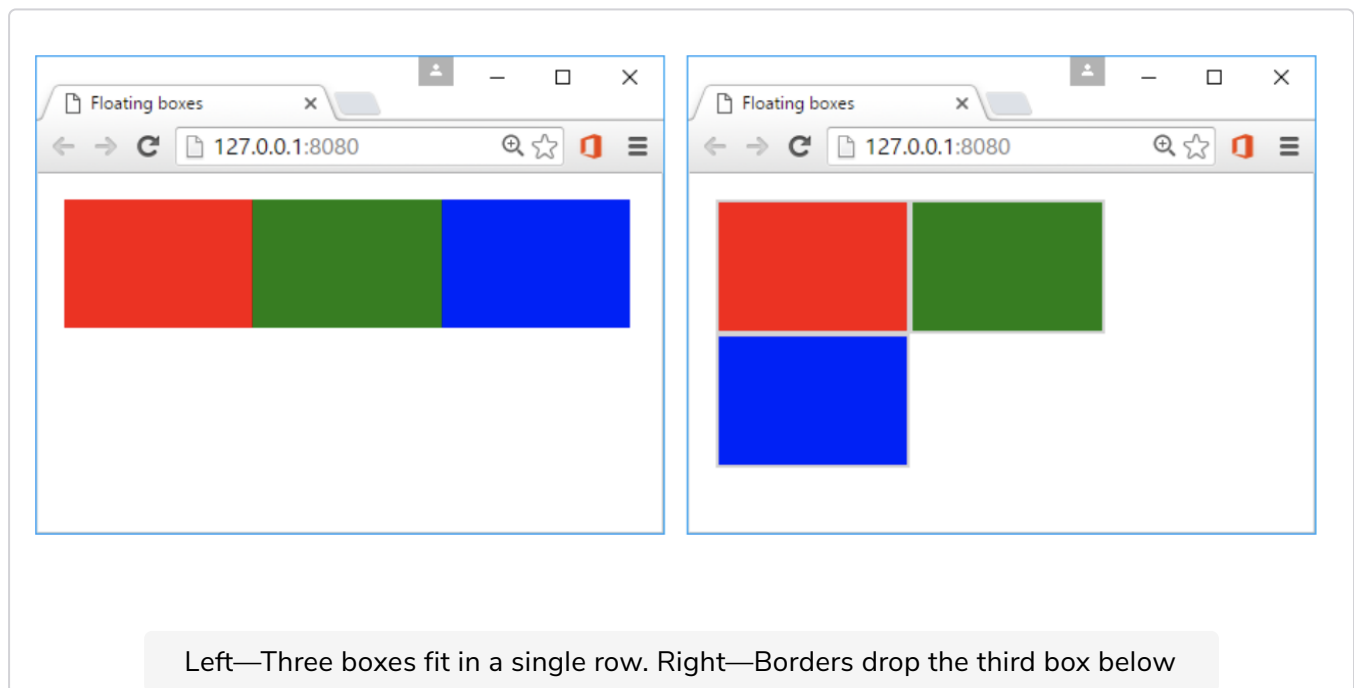 Floating boxes
127.0.0.1:8080
Floating boxes
127.0.0.1:8080
Left—Three boxes fit in a single row. Right—Borders drop the third box below